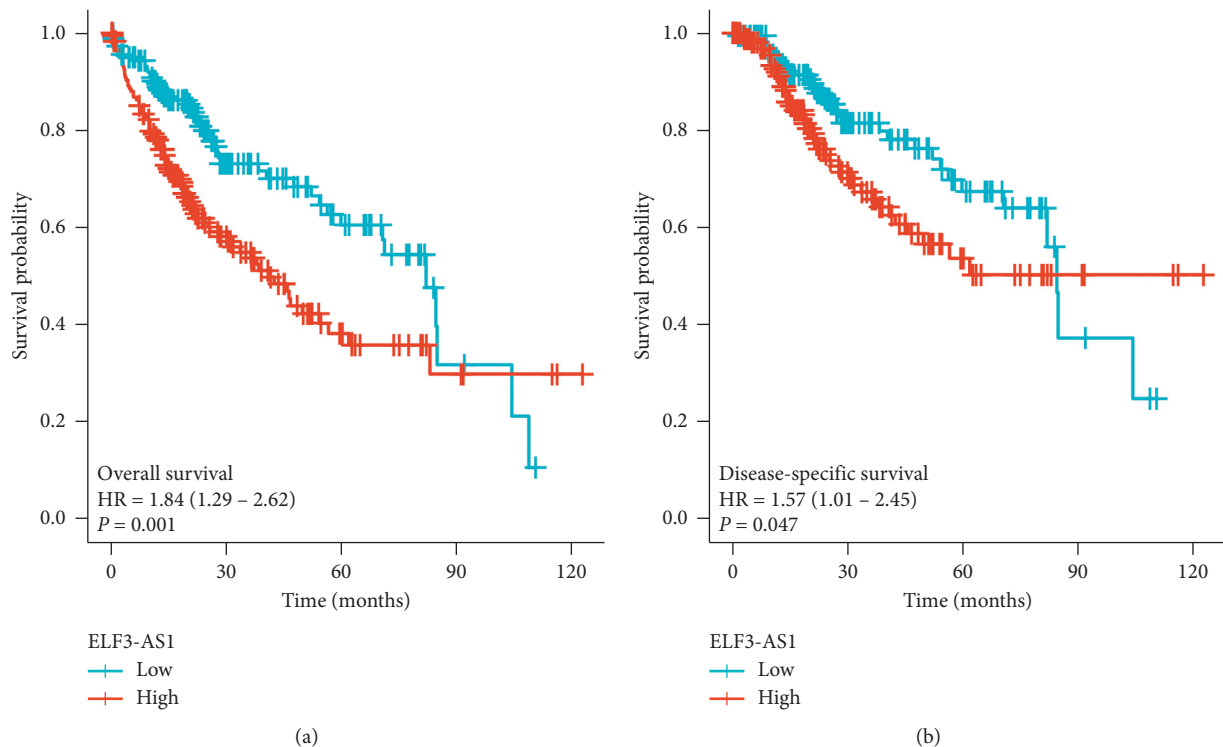 1.0
0.8
0.6
0.4
0.2
0.0
Survival probability
Overall survival
HR = 1.84 (1.29 – 2.62)
P = 0.001
0 30 60 90 120
Time (months)
ELF3-AS1
Low
High
(a)
1.0
0.8
0.6
0.4
0.2
0.0
Survival probability
Disease-specific survival
HR = 1.57 (1.01 – 2.45)
P = 0.047
0 30 60 90 120
Time (months)
ELF3-AS1
Low
High
(b)